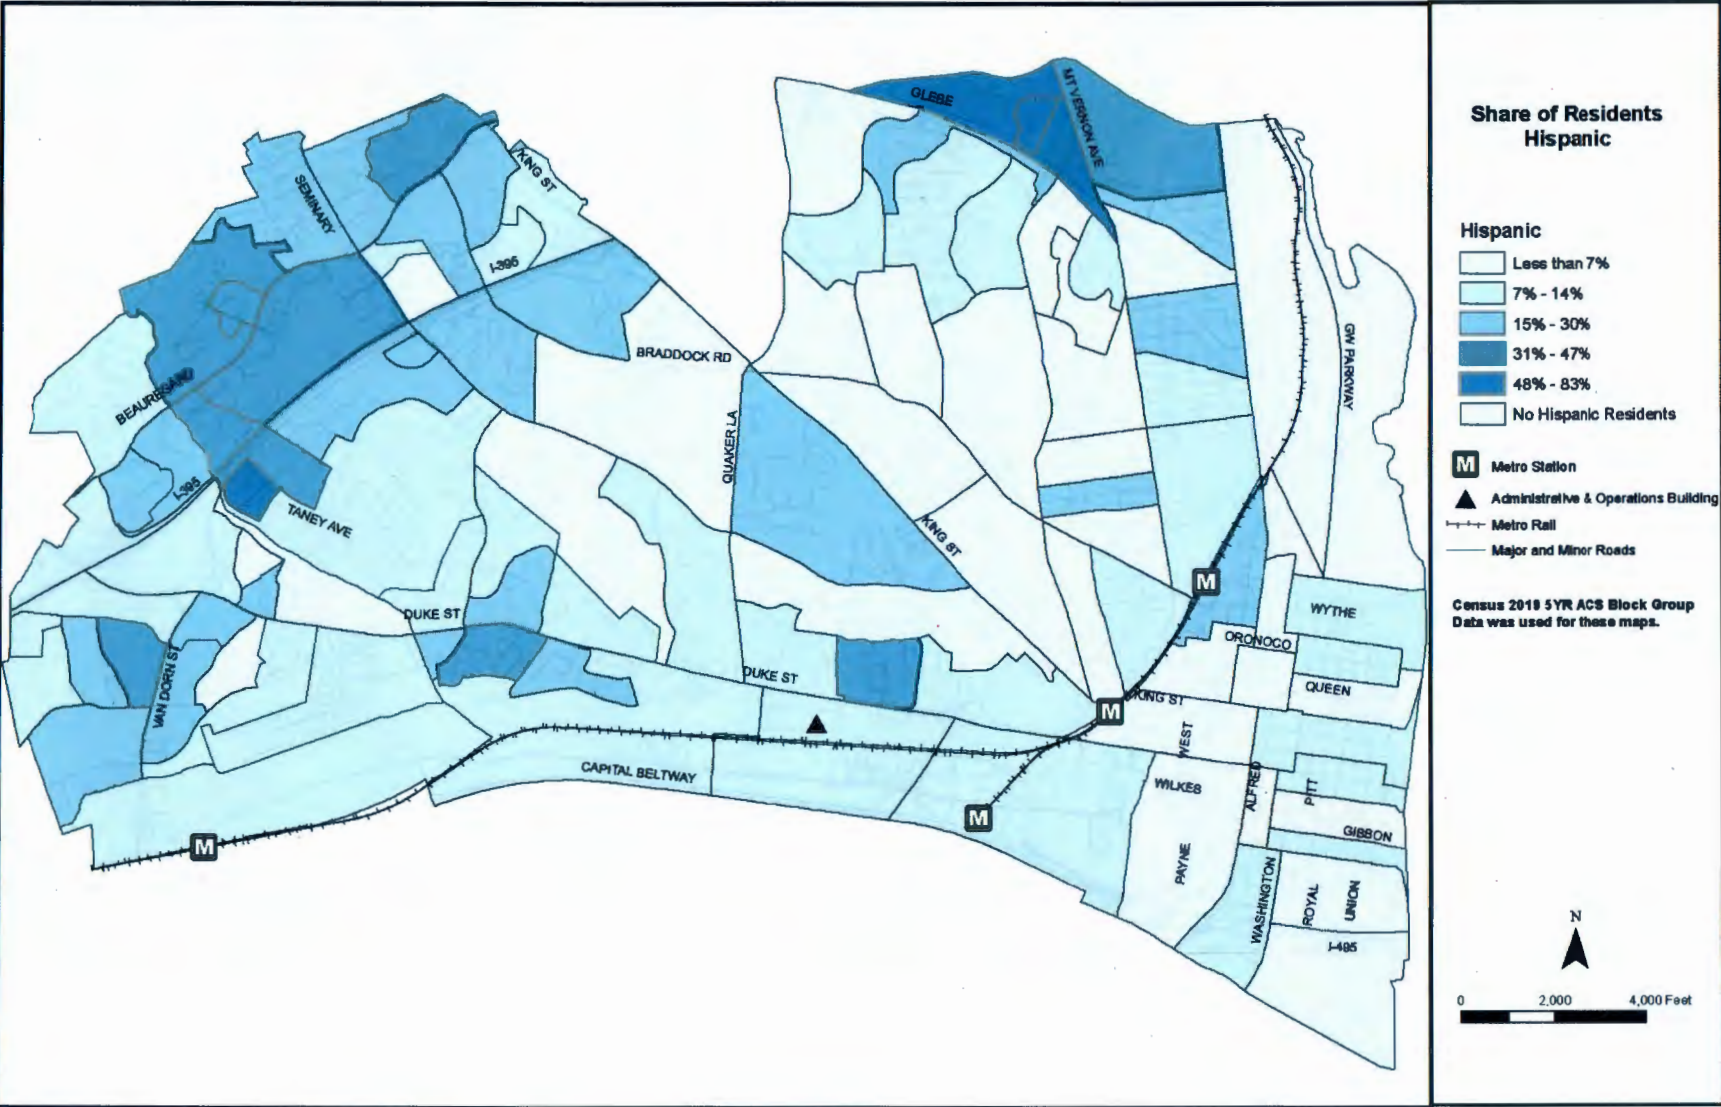 Share of Residents
Hispanic
Hispanic
Less than 7%
7% - 14%
15% - 30%
31% - 47%
48% - 83%
No Hispanic Residents
M Metro Station
Administrative & Operations Building
Metro Rail
Major and Minor Roads
Census 2019 5YR ACS Block Group
Data was used for these maps.
N
0 2,000 4,000 Feet
GLEBE
MT VERNON AVE
KING ST
SEMINARY
I-395
BRADDOCK RD
GW PARKWAY
BEAUREGARD
QUAKER LA
I-395
TANEY AVE
KING ST
M
DUKE ST
WYTHE
ORONOCO
VAN DORN ST
DUKE ST
QUEEN
KING ST
M
WEST
CAPITAL BELTWAY
WILKES
ALFRED
PITT
M
GIBBON
M
PAYNE
WASHINGTON
ROYAL
UNION
I-495